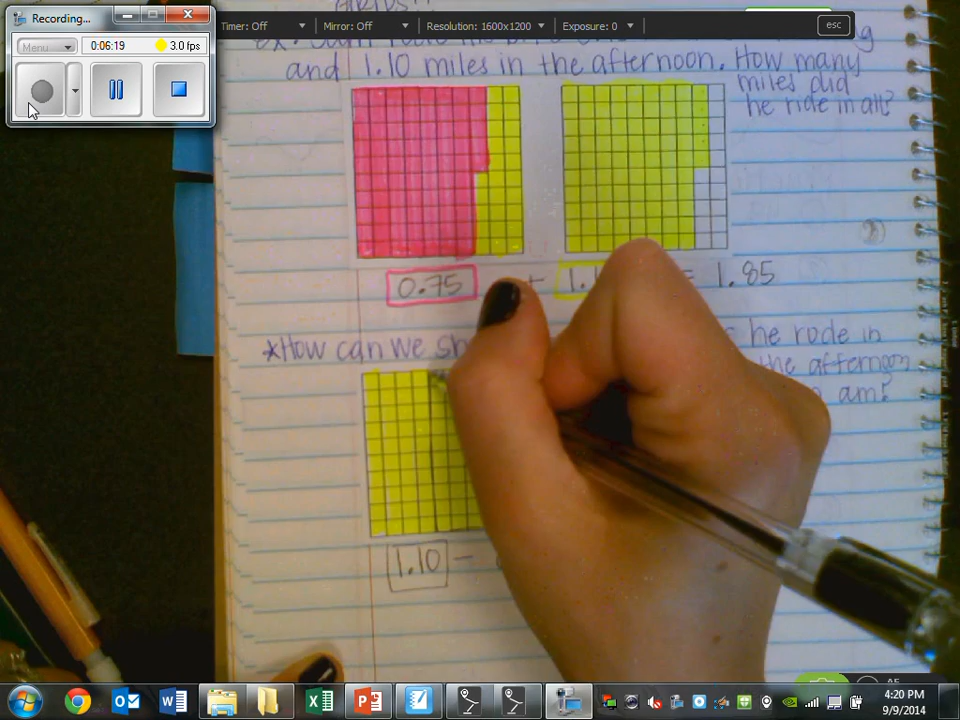 Recording...
Menu
0:06:19
3.0 fps
Timer: Off
Mirror: Off
Resolution: 1600x1200
Exposure: 0
esc
and 1.10 miles in the afternoon. How many
miles did
he ride in all?
0.75 + 1.1 = 1.85
*How can we sh he rode in
the afternoon
am?
1.10 -
4:20 PM
9/9/2014